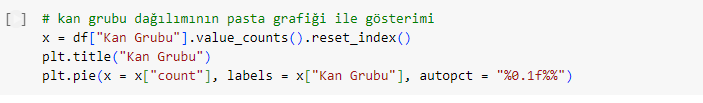 [ ] # kan grubu dağılımının pasta grafiği ile gösterimi
x = df["Kan Grubu"].value_counts().reset_index()
plt.title("Kan Grubu")
plt.pie(x = x["count"], labels = x["Kan Grubu"], autopct = "%0.1f%%")